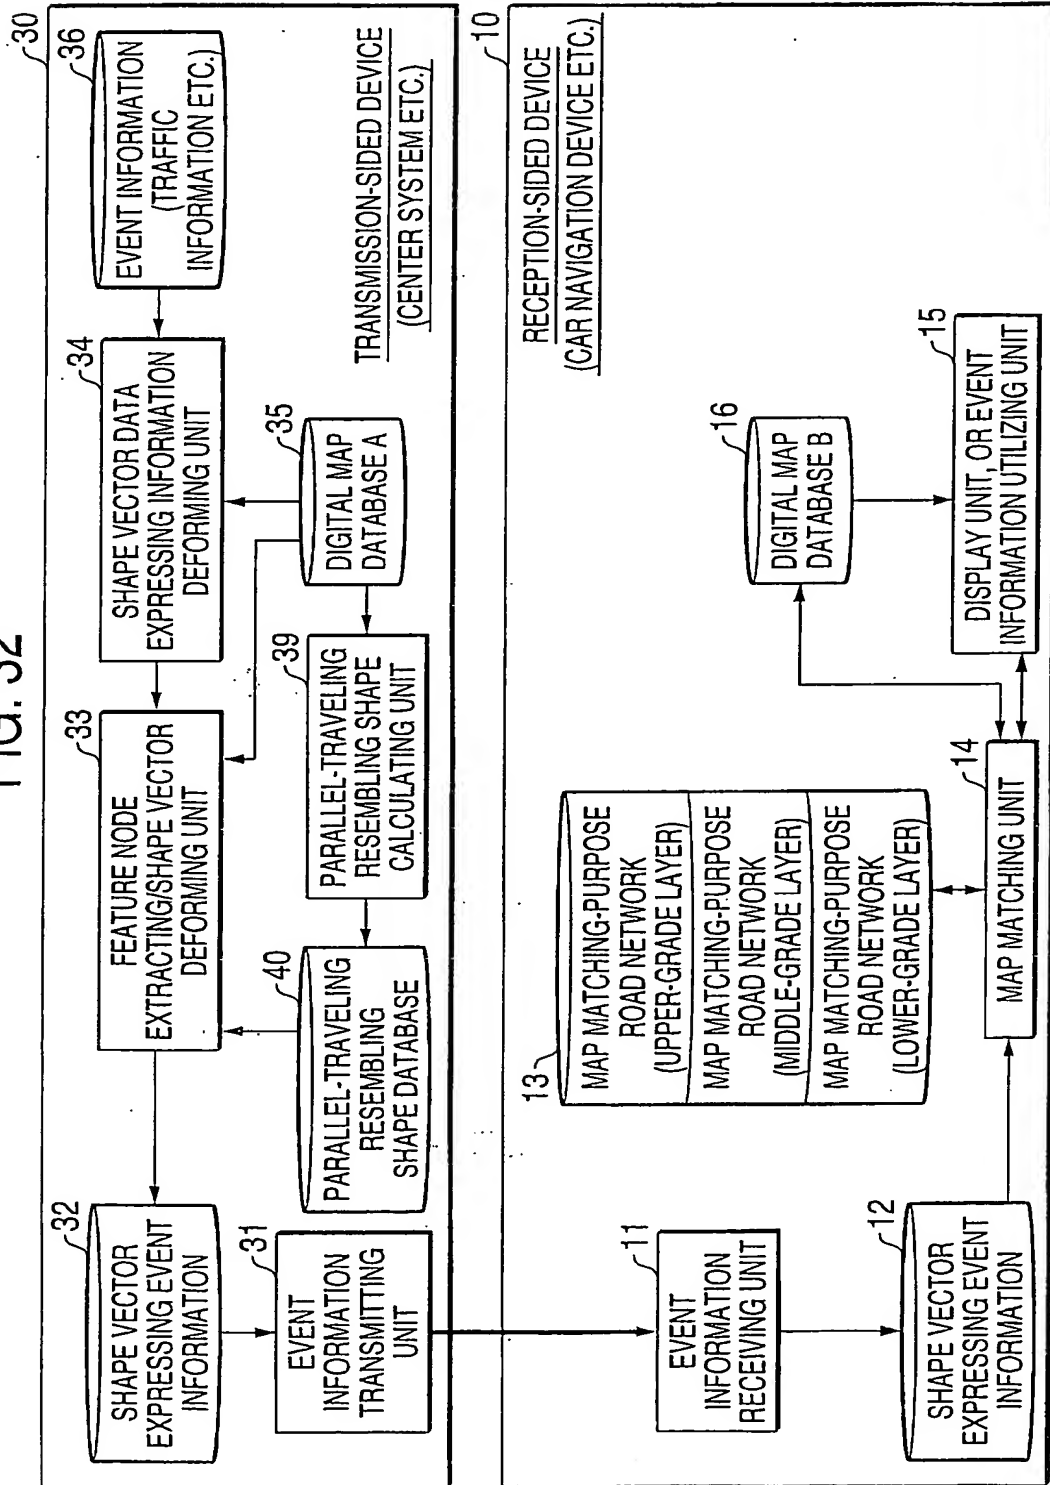 FIG. 32
30
36
EVENT INFORMATION
(TRAFFIC
INFORMATION ETC.)
34
SHAPE VECTOR DATA
EXPRESSING INFORMATION
DEFORMING UNIT
33
FEATURE NODE
EXTRACTING/SHAPE VECTOR
DEFORMING UNIT
32
SHAPE VECTOR
EXPRESSING EVENT
INFORMATION
31
EVENT
INFORMATION
TRANSMITTING
UNIT
40
PARALLEL-TRAVELING
RESEMBLING
SHAPE DATABASE
39
PARALLEL-TRAVELING
RESEMBLING SHAPE
CALCULATING UNIT
35
DIGITAL MAP
DATABASE A
TRANSMISSION-SIDED DEVICE
(CENTER SYSTEM ETC.)
10
RECEPTION-SIDED DEVICE
(CAR NAVIGATION DEVICE ETC.)
11
EVENT
INFORMATION
RECEIVING UNIT
12
SHAPE VECTOR
EXPRESSING EVENT
INFORMATION
13
MAP MATCHING-PURPOSE
ROAD NETWORK
(UPPER-GRADE LAYER)
MAP MATCHING-PURPOSE
ROAD NETWORK
(MIDDLE-GRADE LAYER)
MAP MATCHING-PURPOSE
ROAD NETWORK
(LOWER-GRADE LAYER)
14
MAP MATCHING UNIT
16
DIGITAL MAP
DATABASE B
15
DISPLAY UNIT, OR EVENT
INFORMATION UTILIZING UNIT